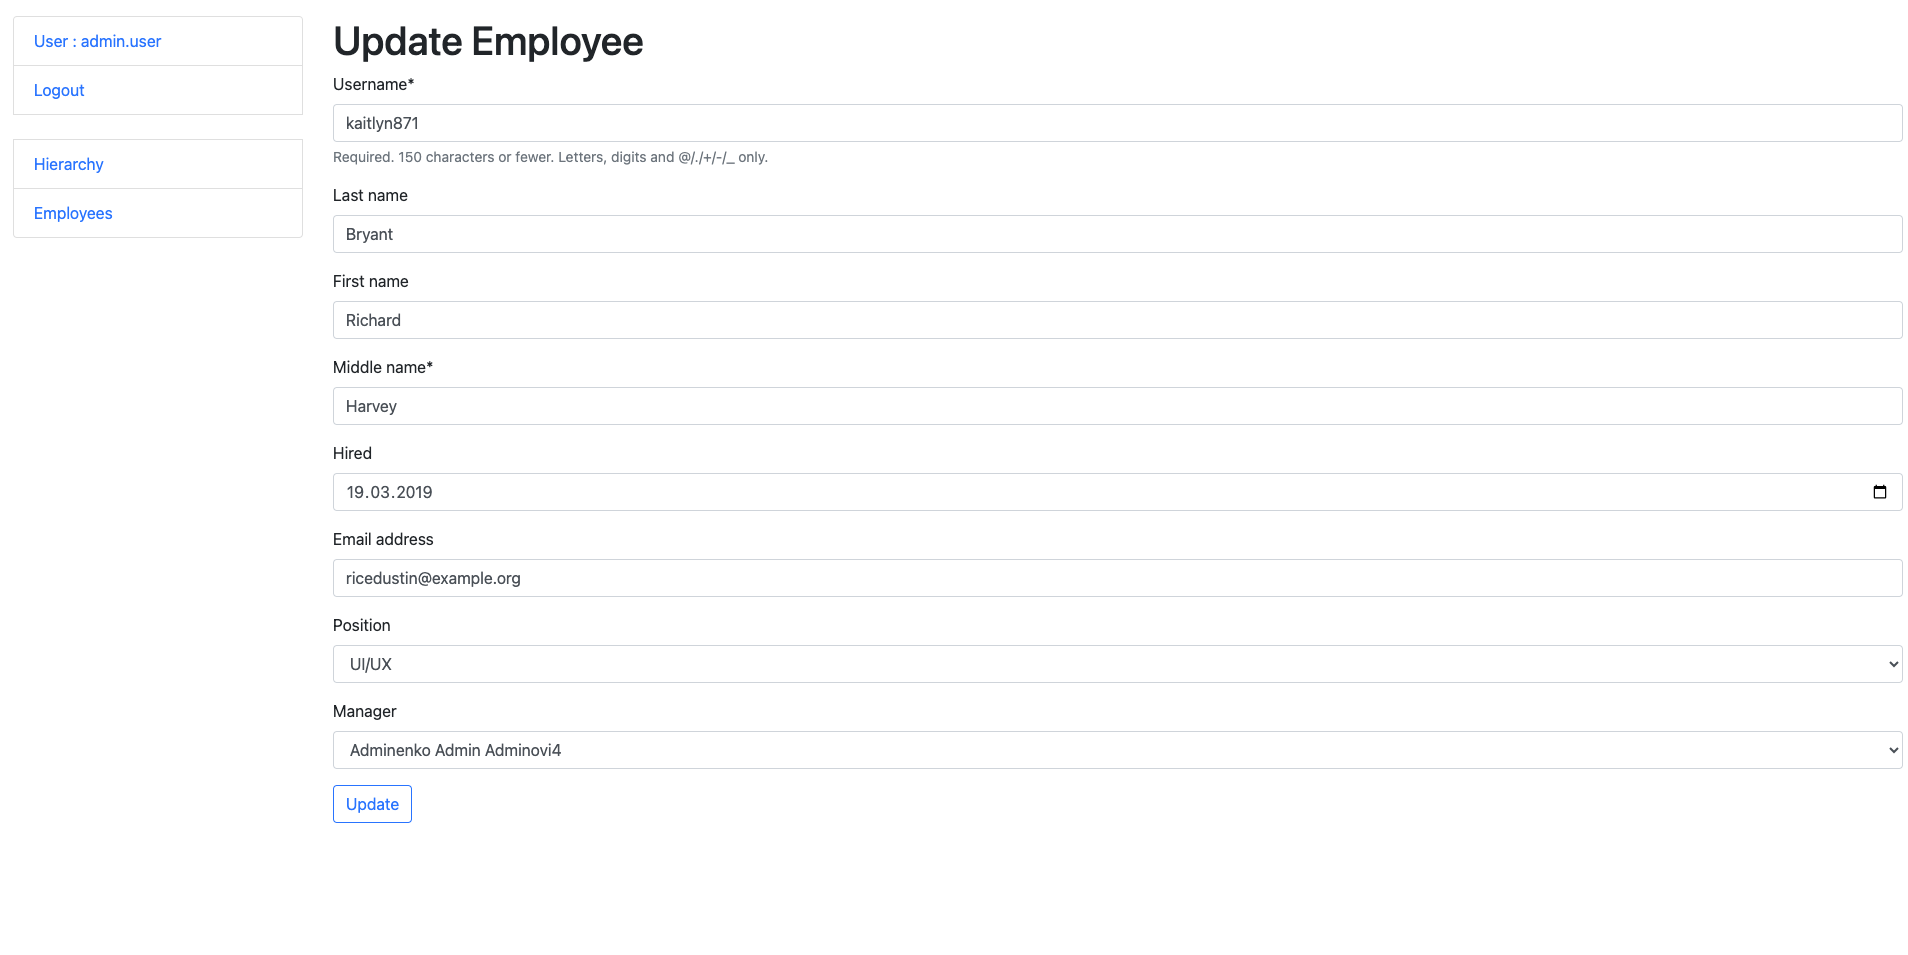 User : admin.user
Logout
Hierarchy
Employees
Update Employee
Username*
kaitlyn871
Required. 150 characters or fewer. Letters, digits and @/./+/-/_ only.
Last name
Bryant
First name
Richard
Middle name*
Harvey
Hired
19.03.2019
Email address
ricedustin@example.org
Position
UI/UX
Manager
Adminenko Admin Adminovi4
Update